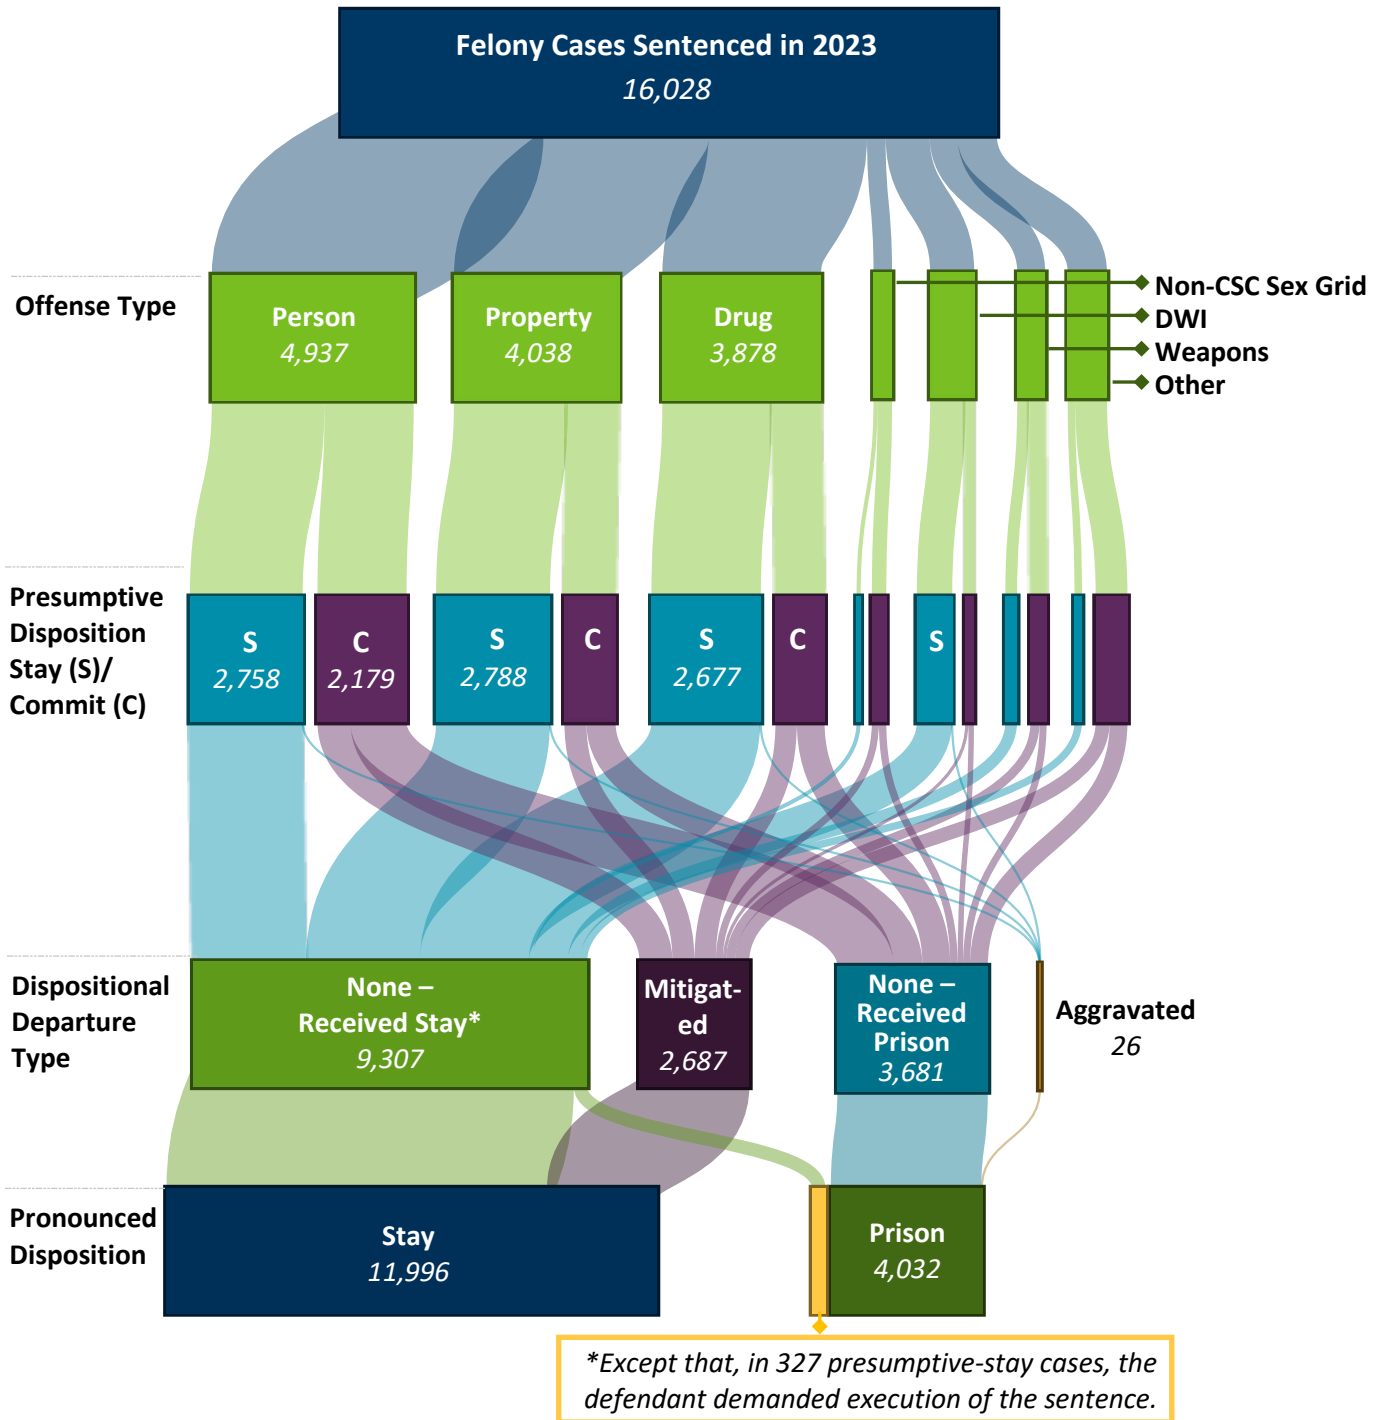 Felony Cases Sentenced in 2023
16,028
Offense Type
Person
4,937
Property
4,038
Drug
3,878
Non-CSC Sex Grid
DWI
Weapons
Other
Presumptive
Disposition
Stay (S)/
Commit (C)
S
2,758
C
2,179
S
2,788
C
S
2,677
C
S
Dispositional
Departure
Type
None –
Received Stay*
9,307
Mitigat-
ed
2,687
None –
Received
Prison
3,681
Aggravated
26
Pronounced
Disposition
Stay
11,996
Prison
4,032
*Except that, in 327 presumptive-stay cases, the
defendant demanded execution of the sentence.